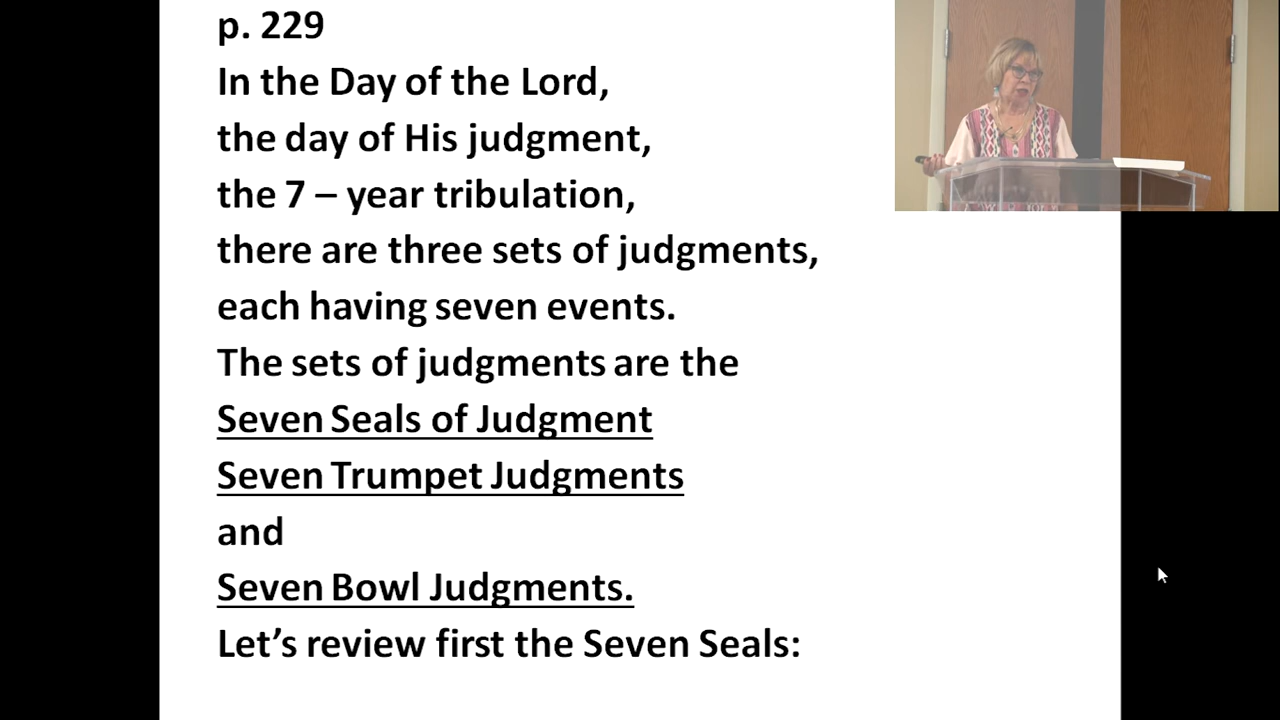 p. 229
In the Day of the Lord,
the day of His judgment,
the 7 – year tribulation,
there are three sets of judgments,
each having seven events.
The sets of judgments are the
Seven Seals of Judgment
Seven Trumpet Judgments
and
Seven Bowl Judgments.
Let’s review first the Seven Seals: